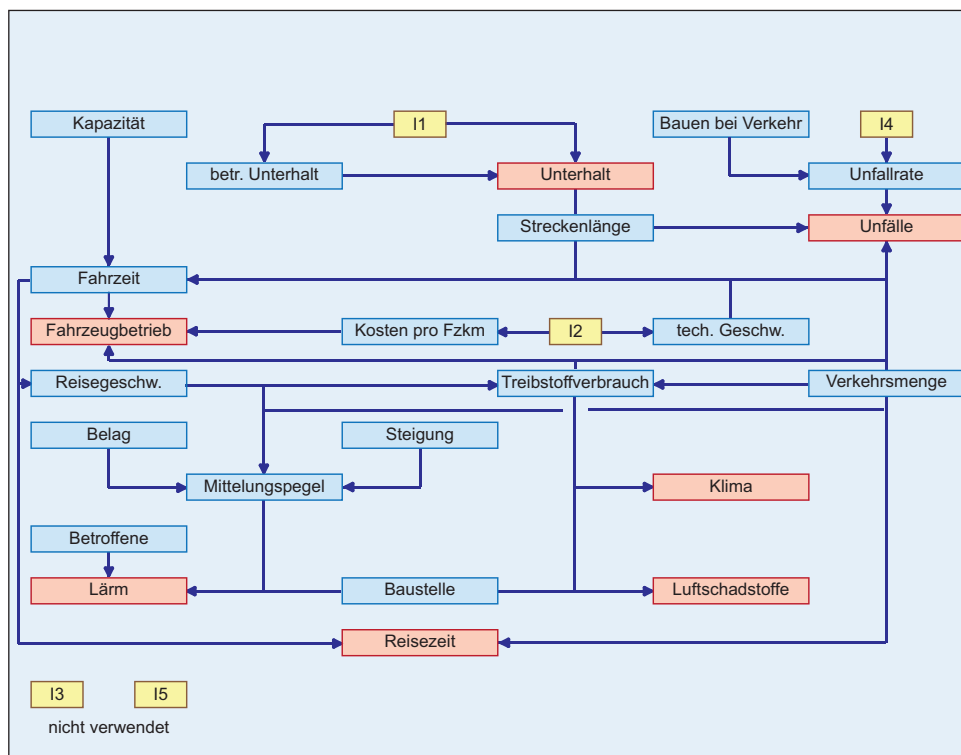 Kapazität
I1
Bauen bei Verkehr
I4
betr. Unterhalt
Unterhalt
Unfallrate
Streckenlänge
Unfälle
Fahrzeit
Fahrzeugbetrieb
Kosten pro Fzkm
I2
tech. Geschw.
Reisegeschw.
Treibstoffverbrauch
Verkehrsmenge
Belag
Steigung
Mittelungspegel
Klima
Betroffene
Lärm
Baustelle
Luftschadstoffe
Reisezeit
I3
I5
nicht verwendet